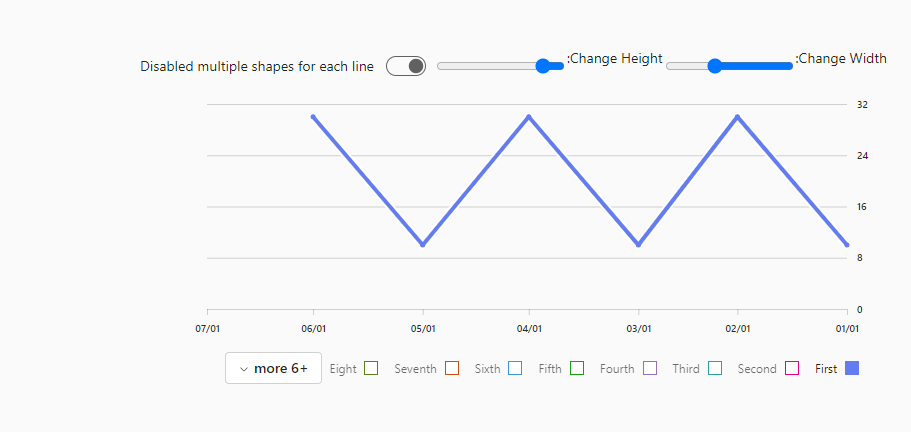 Disabled multiple shapes for each line
:Change Height
:Change Width
32
24
16
8
0
07/01 06/01 05/01 04/01 03/01 02/01 01/01
more 6+ Eight Seventh Sixth Fifth Fourth Third Second First